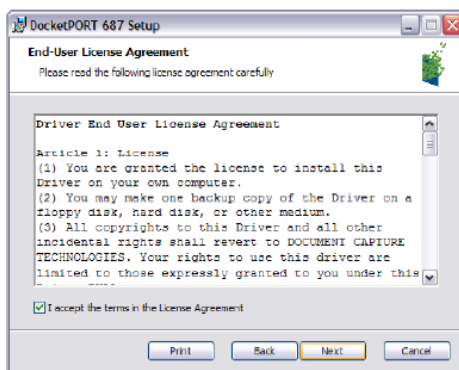 DocketPORT 687 Setup
End-User License Agreement
Please read the following license agreement carefully
Driver End User License Agreement
Article 1: License
(1) You are granted the license to install this
Driver on your own computer.
(2) You may make one backup copy of the Driver on a
floppy disk, hard disk, or other medium.
(3) All copyrights to this Driver and all other
incidental rights shall revert to DOCUMENT CAPTURE
TECHNOLOGIES. Your rights to use this driver are
limited to those expressly granted to you under this
I accept the terms in the License Agreement
Print Back Next Cancel